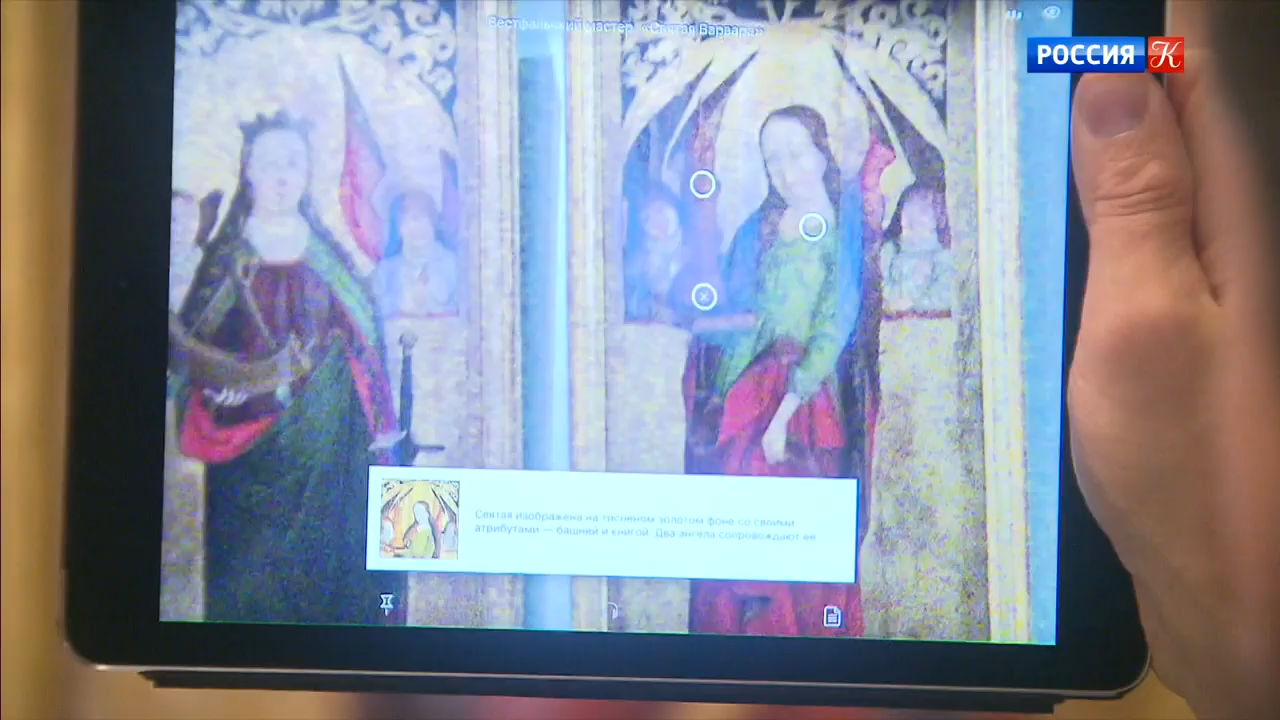 Вестфальский мастер. «Святая Варвара»
РОССИЯ К
Святая изображена на тисненом золотом фоне со своими
атрибутами — башней и книгой. Два ангела сопровождают ее.